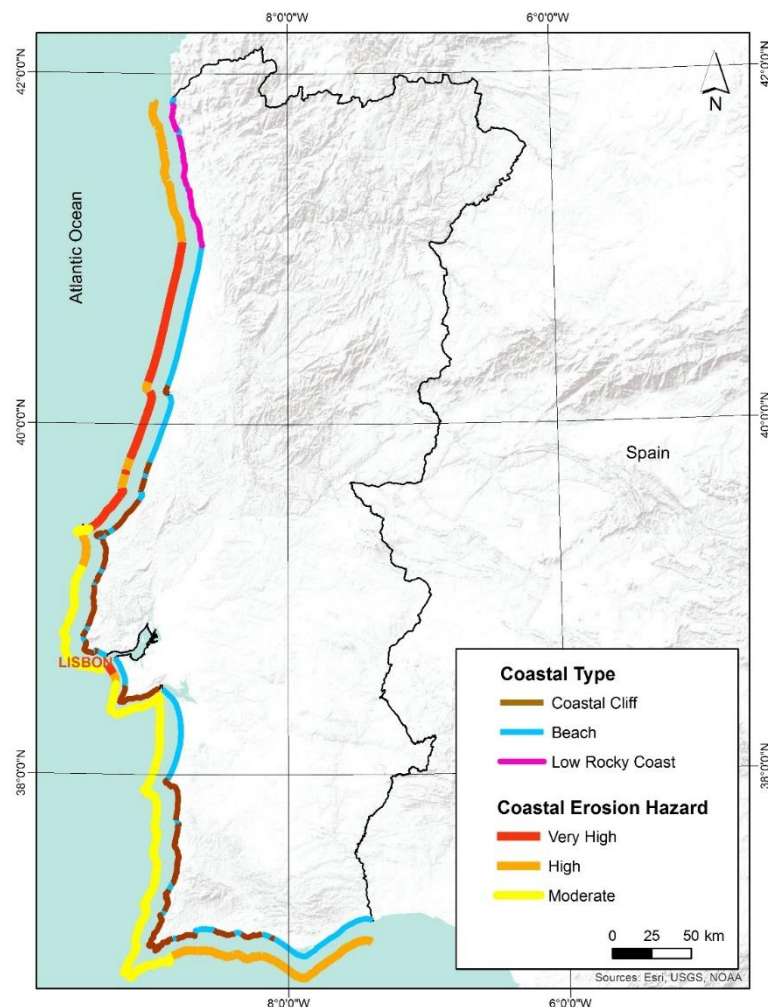 8°0'0"W
6°0'0"W
42°0'0"N
42°0'0"N
N
Atlantic Ocean
40°0'0"N
40°0'0"N
Spain
LISBON
38°0'0"N
38°0'0"N
Coastal Type
Coastal Cliff
Beach
Low Rocky Coast
Coastal Erosion Hazard
Very High
High
Moderate
0 25 50 km
Sources: Esri, USGS, NOAA
8°0'0"W
6°0'0"W